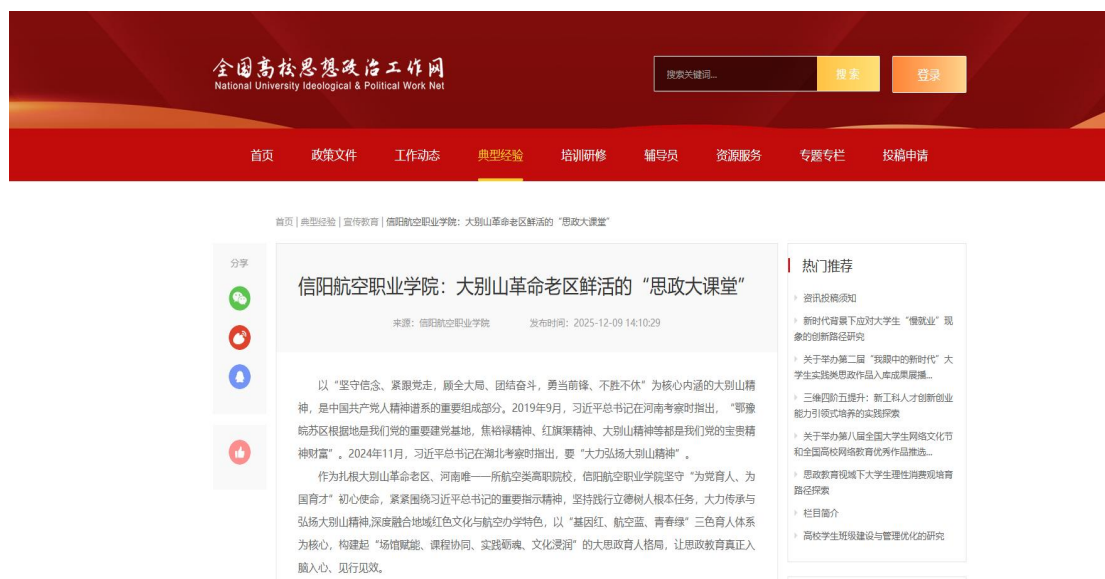 全国高校思想政治工作网
National University Ideological & Political Work Net
搜索关键词...
搜索
登录
首页 政策文件 工作动态 典型经验 培训研修 辅导员 资源服务 专题专栏 投稿申请
首页 | 典型经验 | 宣传教育 | 信阳航空职业学院：大别山革命老区鲜活的“思政大课堂”
分享
信阳航空职业学院：大别山革命老区鲜活的“思政大课堂”
来源：信阳航空职业学院 发布时间：2025-12-09 14:10:29
以“坚守信念、紧跟党走，顾全大局、团结奋斗，勇当前锋、不胜不休”为核心内涵的大别山精
神，是中国共产党人精神谱系的重要组成部分。2019年9月，习近平总书记在河南考察时指出，“鄂豫
皖苏区根据地是我们党的重要建党基地，焦裕禄精神、红旗渠精神、大别山精神等都是我们党的宝贵精
神财富”。2024年11月，习近平总书记在湖北考察时指出，要“大力弘扬大别山精神”。
作为扎根大别山革命老区、河南唯一一所航空类高职院校，信阳航空职业学院坚守“为党育人、为
国育才”初心使命，紧紧围绕习近平总书记的重要指示精神，坚持践行立德树人根本任务，大力传承与
弘扬大别山精神,深度融合地域红色文化与航空办学特色，以“基因红、航空蓝、青春绿”三色育人体系
为核心，构建起“场馆赋能、课程协同、实践砺魂、文化浸润”的大思政育人格局，让思政教育真正入
脑入心、见行见效。
热门推荐
资讯投稿须知
新时代背景下应对大学生“慢就业”现
象的创新路径研究
关于举办第二届“我眼中的新时代”大
学生实践类思政作品入库成果展播...
三维四阶五提升：新工科人才创新创业
能力引领式培养的实践探索
关于举办第八届全国大学生网络文化节
和全国高校网络教育优秀作品推选...
思政教育视域下大学生理性消费观培育
路径探索
栏目简介
高校学生班级建设与管理优化的研究